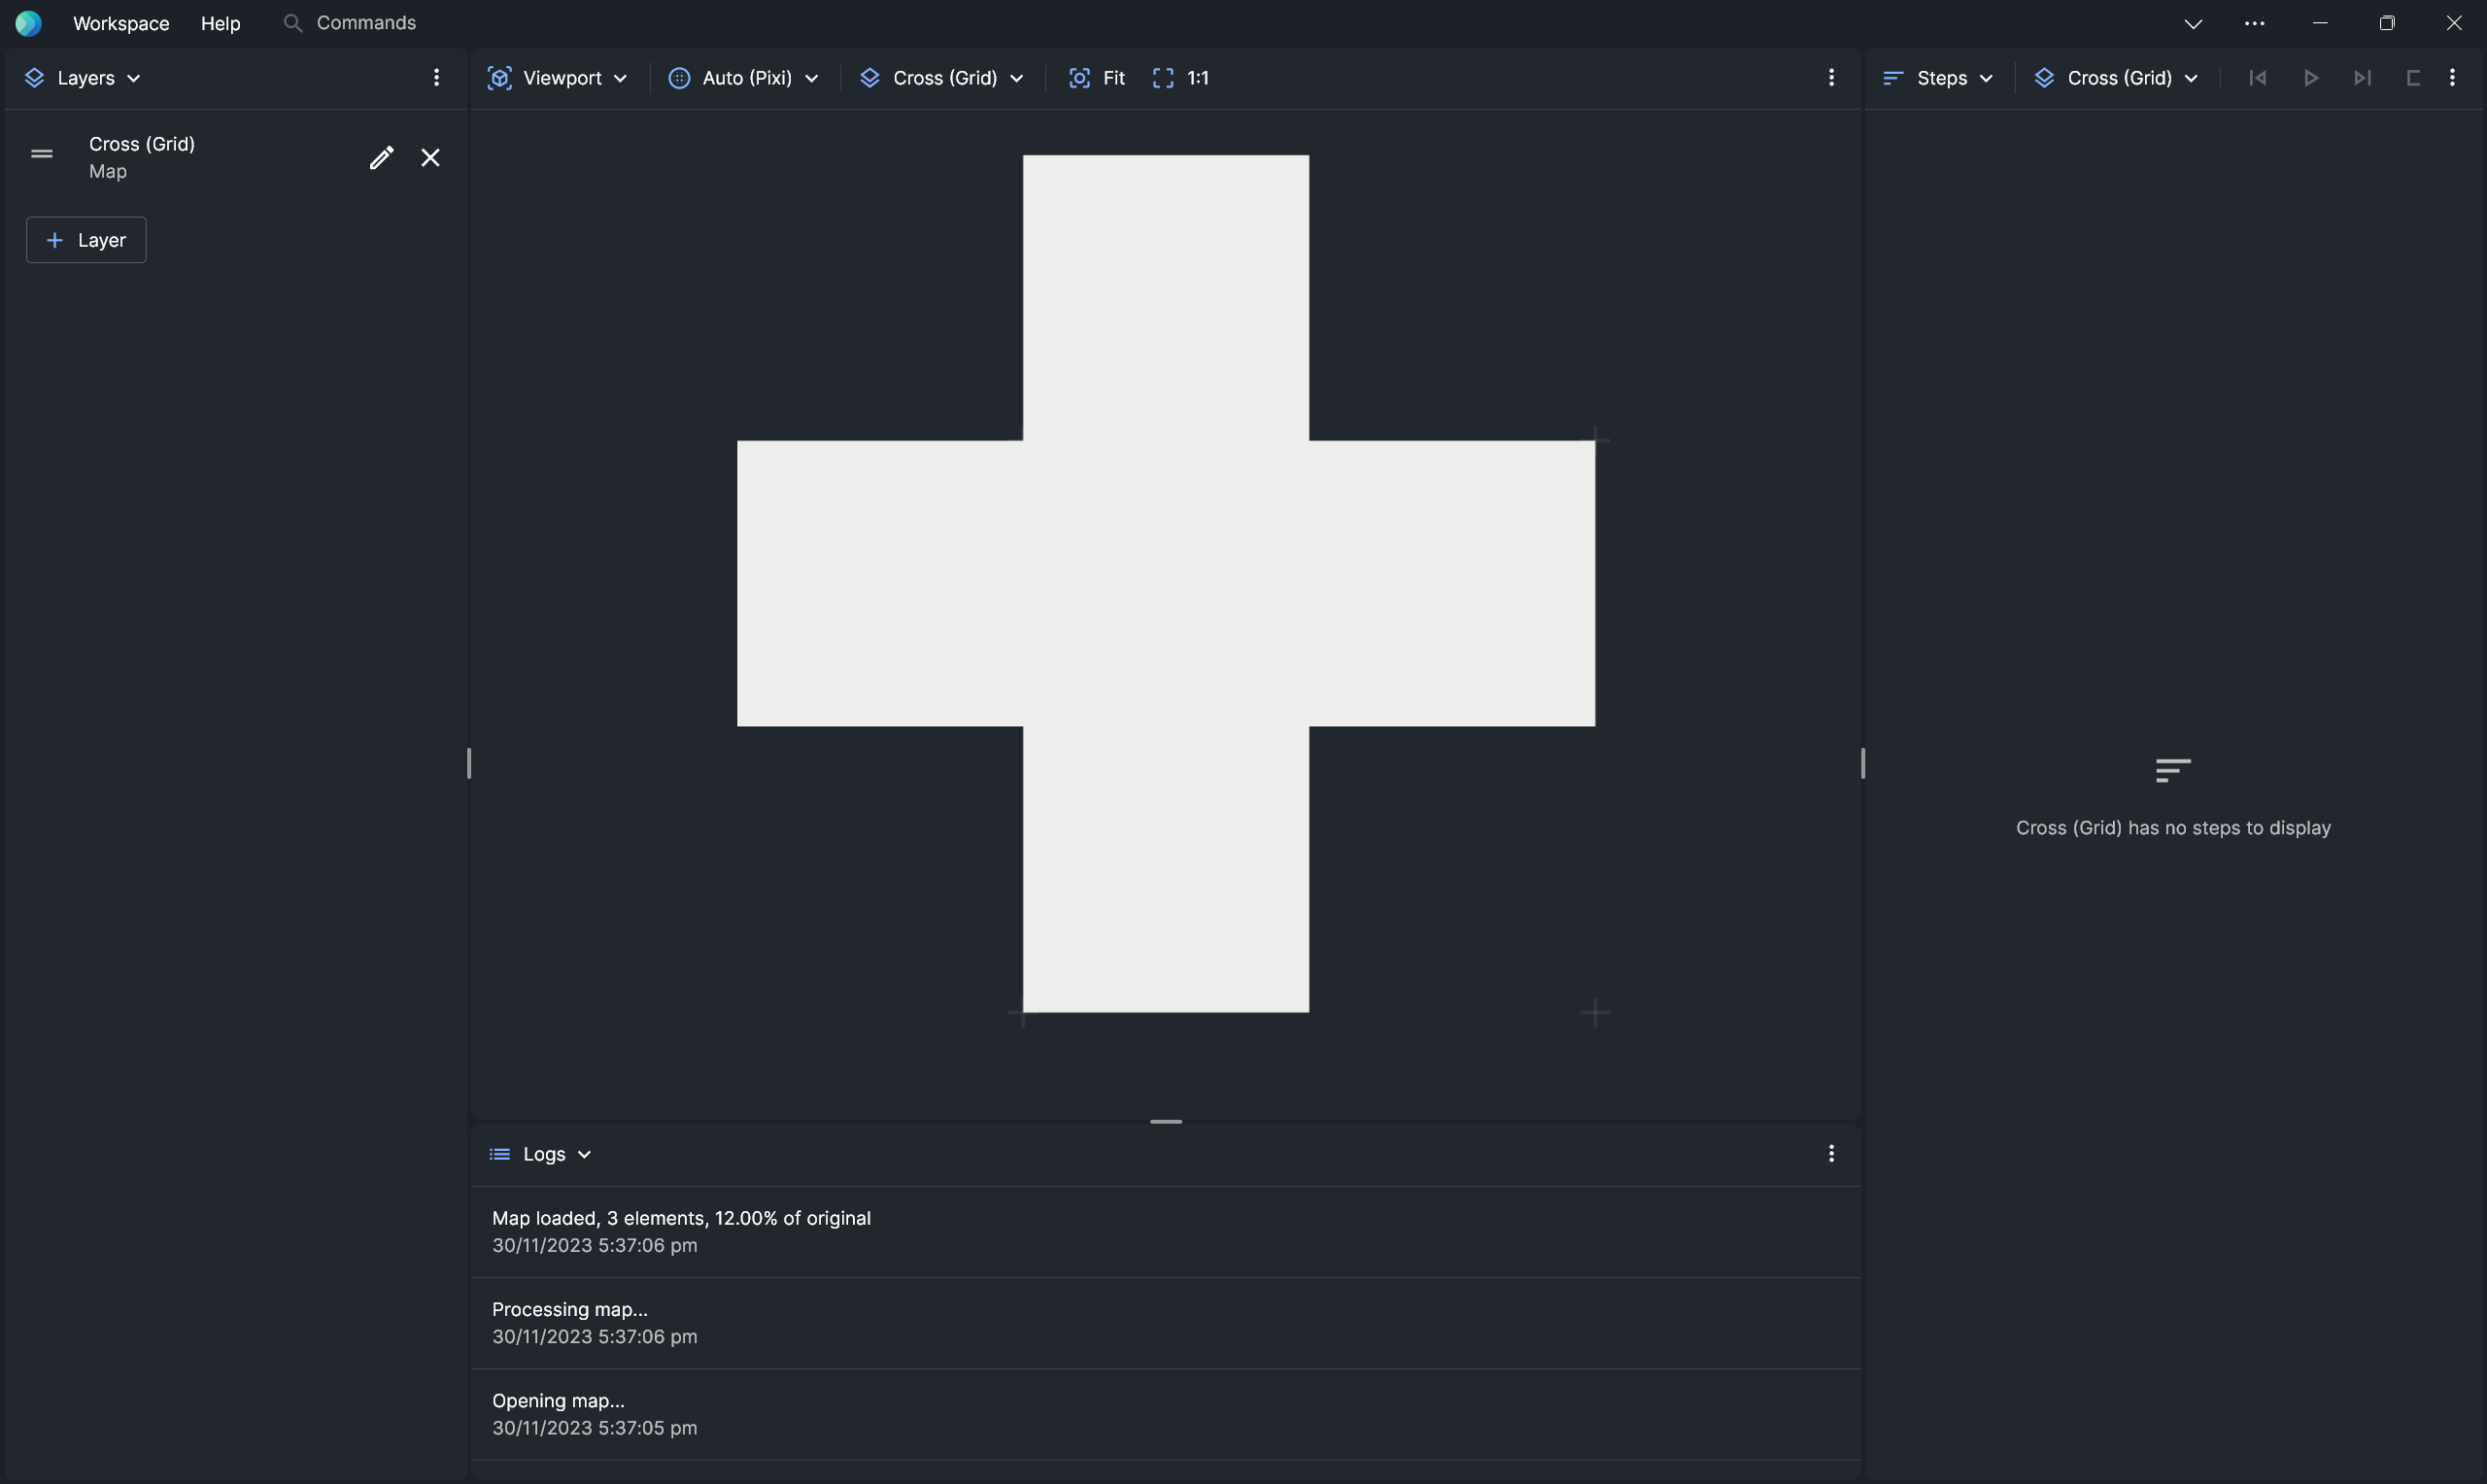 Workspace Help Commands
Layers
Viewport Auto (Pixi) Cross (Grid) Fit 1:1
Steps Cross (Grid)
Cross (Grid)
Map
Layer
Cross (Grid) has no steps to display
Logs
Map loaded, 3 elements, 12.00% of original
30/11/2023 5:37:06 pm
Processing map...
30/11/2023 5:37:06 pm
Opening map...
30/11/2023 5:37:05 pm